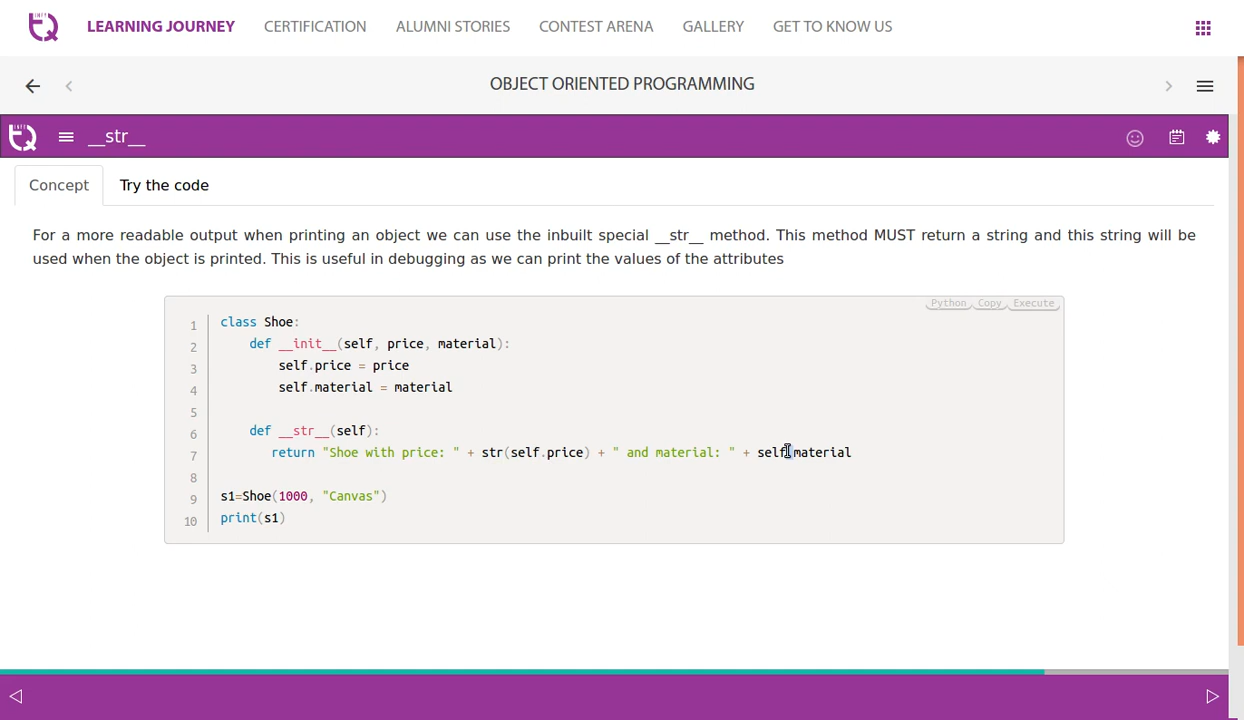 LEARNING JOURNEY CERTIFICATION ALUMNI STORIES CONTEST ARENA GALLERY GET TO KNOW US
OBJECT ORIENTED PROGRAMMING
__str__
Concept Try the code
For a more readable output when printing an object we can use the inbuilt special __str__ method. This method MUST return a string and this string will be
used when the object is printed. This is useful in debugging as we can print the values of the attributes
Python Copy Execute
1 class Shoe:
2 def __init__(self, price, material):
3 self.price = price
4 self.material = material
5
6 def __str__(self):
7 return "Shoe with price: " + str(self.price) + " and material: " + self.material
8
9 s1=Shoe(1000, "Canvas")
10 print(s1)